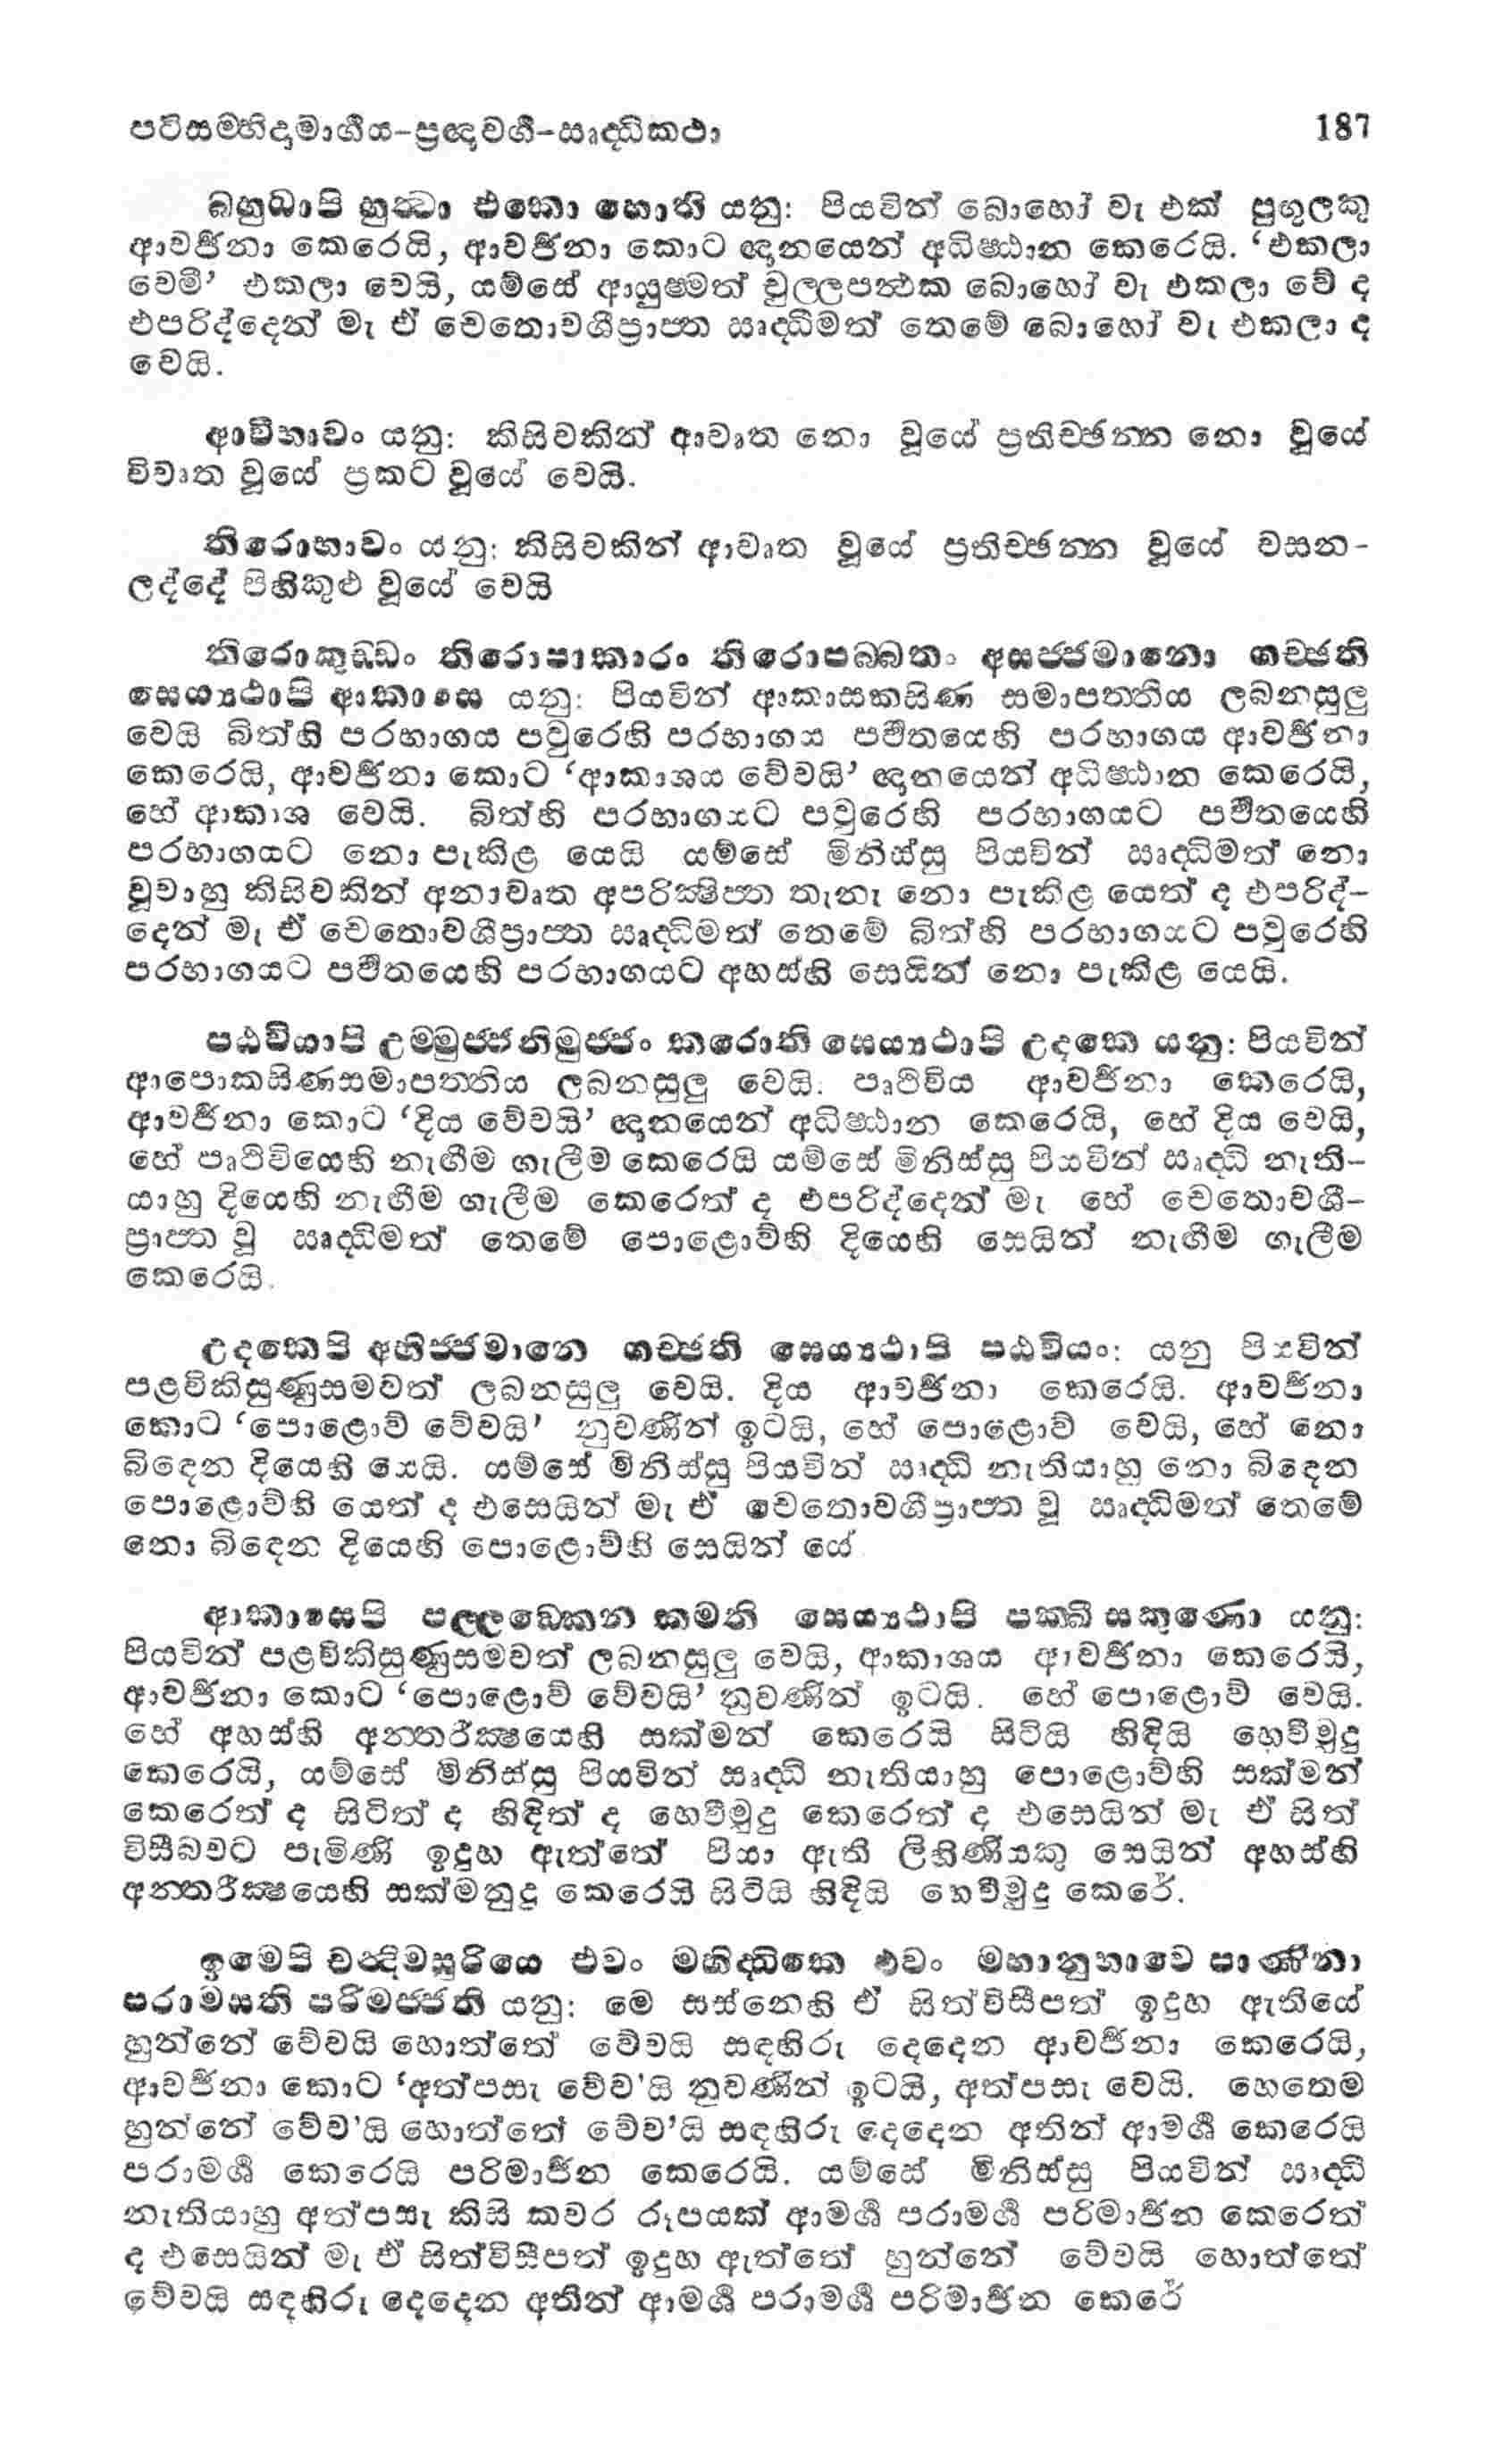 පටිසම්භිදාමාර්ගය-ප්‍රඥාවර්ග-ඍද්ධිකථා 187
බහුධාපි හුත්‍වා එකො හොති යනු: පියවින් බොහෝ වැ එක් පුඟුලකු
ආවර්ජනා කෙරෙයි, ආවර්ජනා කොට ඥානයෙන් අධිෂ්ඨාන කෙරෙයි. ‘එකලා
වෙමි’ එකලා වෙයි, යම්සේ ආයුෂ්මත් චුල්ලපන්‍ථක බොහෝ වැ එකලා වේ ද
එපරිද්දෙන් මැ ඒ චෙතොවශීප්‍රාප්ත ඍද්ධිමත් තෙමේ බොහෝ වැ එකලා ද
වෙයි.
ආවිභාවං යනු: කිසිවකින් ආවෘත නො වූයේ ප්‍රතිච්ඡන්න නො වූයේ
විවෘත වූයේ ප්‍රකට වූයේ වෙයි.
තිරොභාවං යනු: කිසිවකින් ආවෘත වූයේ ප්‍රතිච්ඡන්න වූයේ වසන-
ලද්දේ පිහිකුළු වූයේ වෙයි
තිරොකුඩ්ඩං තිරොපාකාරං තිරොපබ්බතං අසජ්ජමානො ගච්ඡති
සෙය්‍යථාපි ආකාසෙ යනු: පියවින් ආකාසකසිණ සමාපත්තිය ලබනසුලු
වෙයි බිත්හි පරභාගය පවුරෙහි පරභාගය පර්වතයෙහි පරභාගය ආවර්ජනා
කෙරෙයි, ආවර්ජනා කොට ‘ආකාශය වේවයි’ ඥානයෙන් අධිෂ්ඨාන කෙරෙයි,
හේ ආකාශ වෙයි. බිත්හි පරභාගයට පවුරෙහි පරභාගයට පර්වතයෙහි
පරභාගයට නො පැකිළ යෙයි යම්සේ මිනිස්සු පියවින් ඍද්ධිමත් නො
වූවාහු කිසිවකින් අනාවෘත අපරික්‍ෂිප්ත තැනැ නො පැකිළ යෙත් ද එපරිද්-
දෙන් මැ ඒ චෙතොවශීප්‍රාප්ත ඍද්ධිමත් තෙමේ බිත්හි පරභාගයට පවුරෙහි
පරභාගයට පර්වතයෙහි පරභාගයට අහස්හි සෙයින් නො පැකිළ යෙයි.
පඨවියාපි උම්මුජ්ජනිමුජ්ජං කරොති සෙය්‍යථාපි උදකෙ යනු: පියවින්
ආපොකසිණසමාපත්තිය ලබනසුලු වෙයි. පෘථිවිය ආවර්ජනා කෙරෙයි,
ආවර්ජනා කොට ‘දිය වේවයි’ ඥානයෙන් අධිෂ්ඨාන කෙරෙයි, හේ දිය වෙයි,
හේ පෘථිවියෙහි නැඟීම ගැලීම කෙරෙයි යම්සේ මිනිස්සු පියවින් ඍද්ධි නැති-
යාහු දියෙහි නැඟීම ගැලීම කෙරෙත් ද එපරිද්දෙන් මැ හේ චෙතොවශී-
ප්‍රාප්ත වූ ඍද්ධිමත් තෙමේ පොළොව්හි දියෙහි සෙයින් නැඟීම ගැලීම
කෙරෙයි.
උදකෙපි අභිජ්ජමානෙ ගච්ඡති සෙය්‍යථාපි පඨවියං: යනු පියවින්
පළවිකිසුණුසමවත් ලබනසුලු වෙයි. දිය ආවර්ජනා කෙරෙයි. ආවර්ජනා
කොට ‘පොළොව් වේවයි’ නුවණින් ඉටයි, හේ පොළොව් වෙයි, හේ නො
බිඳෙන දියෙහි යෙයි. යම්සේ මිනිස්සු පියවින් ඍද්ධි නැතියාහු නො බිඳෙන
පොළොව්හි යෙත් ද එසෙයින් මැ ඒ චෙතොවශීප්‍රාප්ත වූ ඍද්ධිමත් තෙමේ
නො බිඳෙන දියෙහි පොළොව්හි සෙයින් යේ
ආකාසෙපි පල්ලඞ්කෙන කමති සෙය්‍යථාපි පක්ඛී සකුණො යනු:
පියවින් පළවිකිසුණුසමවත් ලබනසුලු වෙයි, ආකාශය ආවර්ජනා කෙරෙයි,
ආවර්ජනා කොට ‘පොළොව් වේවයි’ නුවණින් ඉටයි. හේ පොළොව් වෙයි.
හේ අහස්හි අන්තරීක්‍ෂයෙහි සක්මන් කෙරෙයි සිටියි හිඳියි හෙව්මුදු
කෙරෙයි, යම්සේ මිනිස්සු පියවින් ඍද්ධි නැතියාහු පොළොව්හි සක්මන්
කෙරෙත් ද සිටිත් ද හිඳිත් ද හෙව්මුදු කෙරෙත් ද එසෙයින් මැ ඒ සිත්
විසීබවට පැමිණි ඉදුහ ඇත්තේ පියා ඇති ලිහිණියකු සෙයින් අහස්හි
අන්තරීක්‍ෂයෙහි සක්මනුදු කෙරෙයි සිටියි හිඳියි හෙව්මුදු කෙරේ.
ඉමෙපි චන්දිමසූරියෙ එවං මහිද්ධිකෙ එවං මහානුභාවෙ පාණිනා
පරාමසති පරිමජ්ජති යනු: මෙ සස්නෙහි ඒ සිත්විසීපත් ඉදුහ ඇතියේ
හුන්නේ වේවයි හොත්තේ වේවයි සඳහිරු දෙදෙන ආවර්ජනා කෙරෙයි,
ආවර්ජනා කොට ‘අත්පසැ වේව'යි නුවණින් ඉටයි, අත්පසැ වෙයි. හෙතෙම
හුන්නේ වේව'යි හොත්තේ වේව'යි සඳහිරු දෙදෙන අතින් ආමර්ශ කෙරෙයි
පරාමර්ශ කෙරෙයි පරිමාර්ජන කෙරෙයි. යම්සේ මිනිස්සු පියවින් ඍද්ධි
නැතියාහු අත්පසැ කිසි කවර රූපයක් ආමර්ශ පරාමර්ශ පරිමාර්ජන කෙරෙත්
ද එසෙයින් මැ ඒ සිත්විසීපත් ඉදුහ ඇත්තේ හුන්නේ වේවයි හොත්තේ
වේවයි සඳහිරු දෙදෙන අතින් ආමර්ශ පරාමර්ශ පරිමාර්ජන කෙරේ